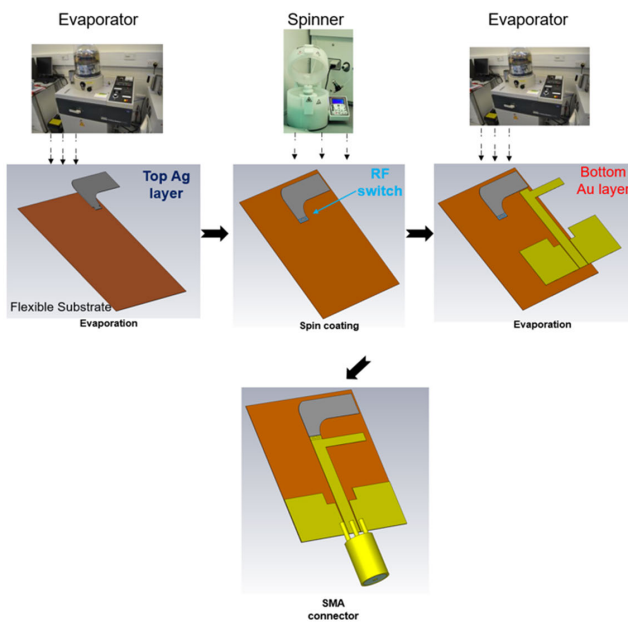 Evaporator
Spinner
Evaporator
Top Ag
layer
Flexible Substrate
Evaporation
RF
switch
Spin coating
Bottom
Au layer
Evaporation
SMA
connector